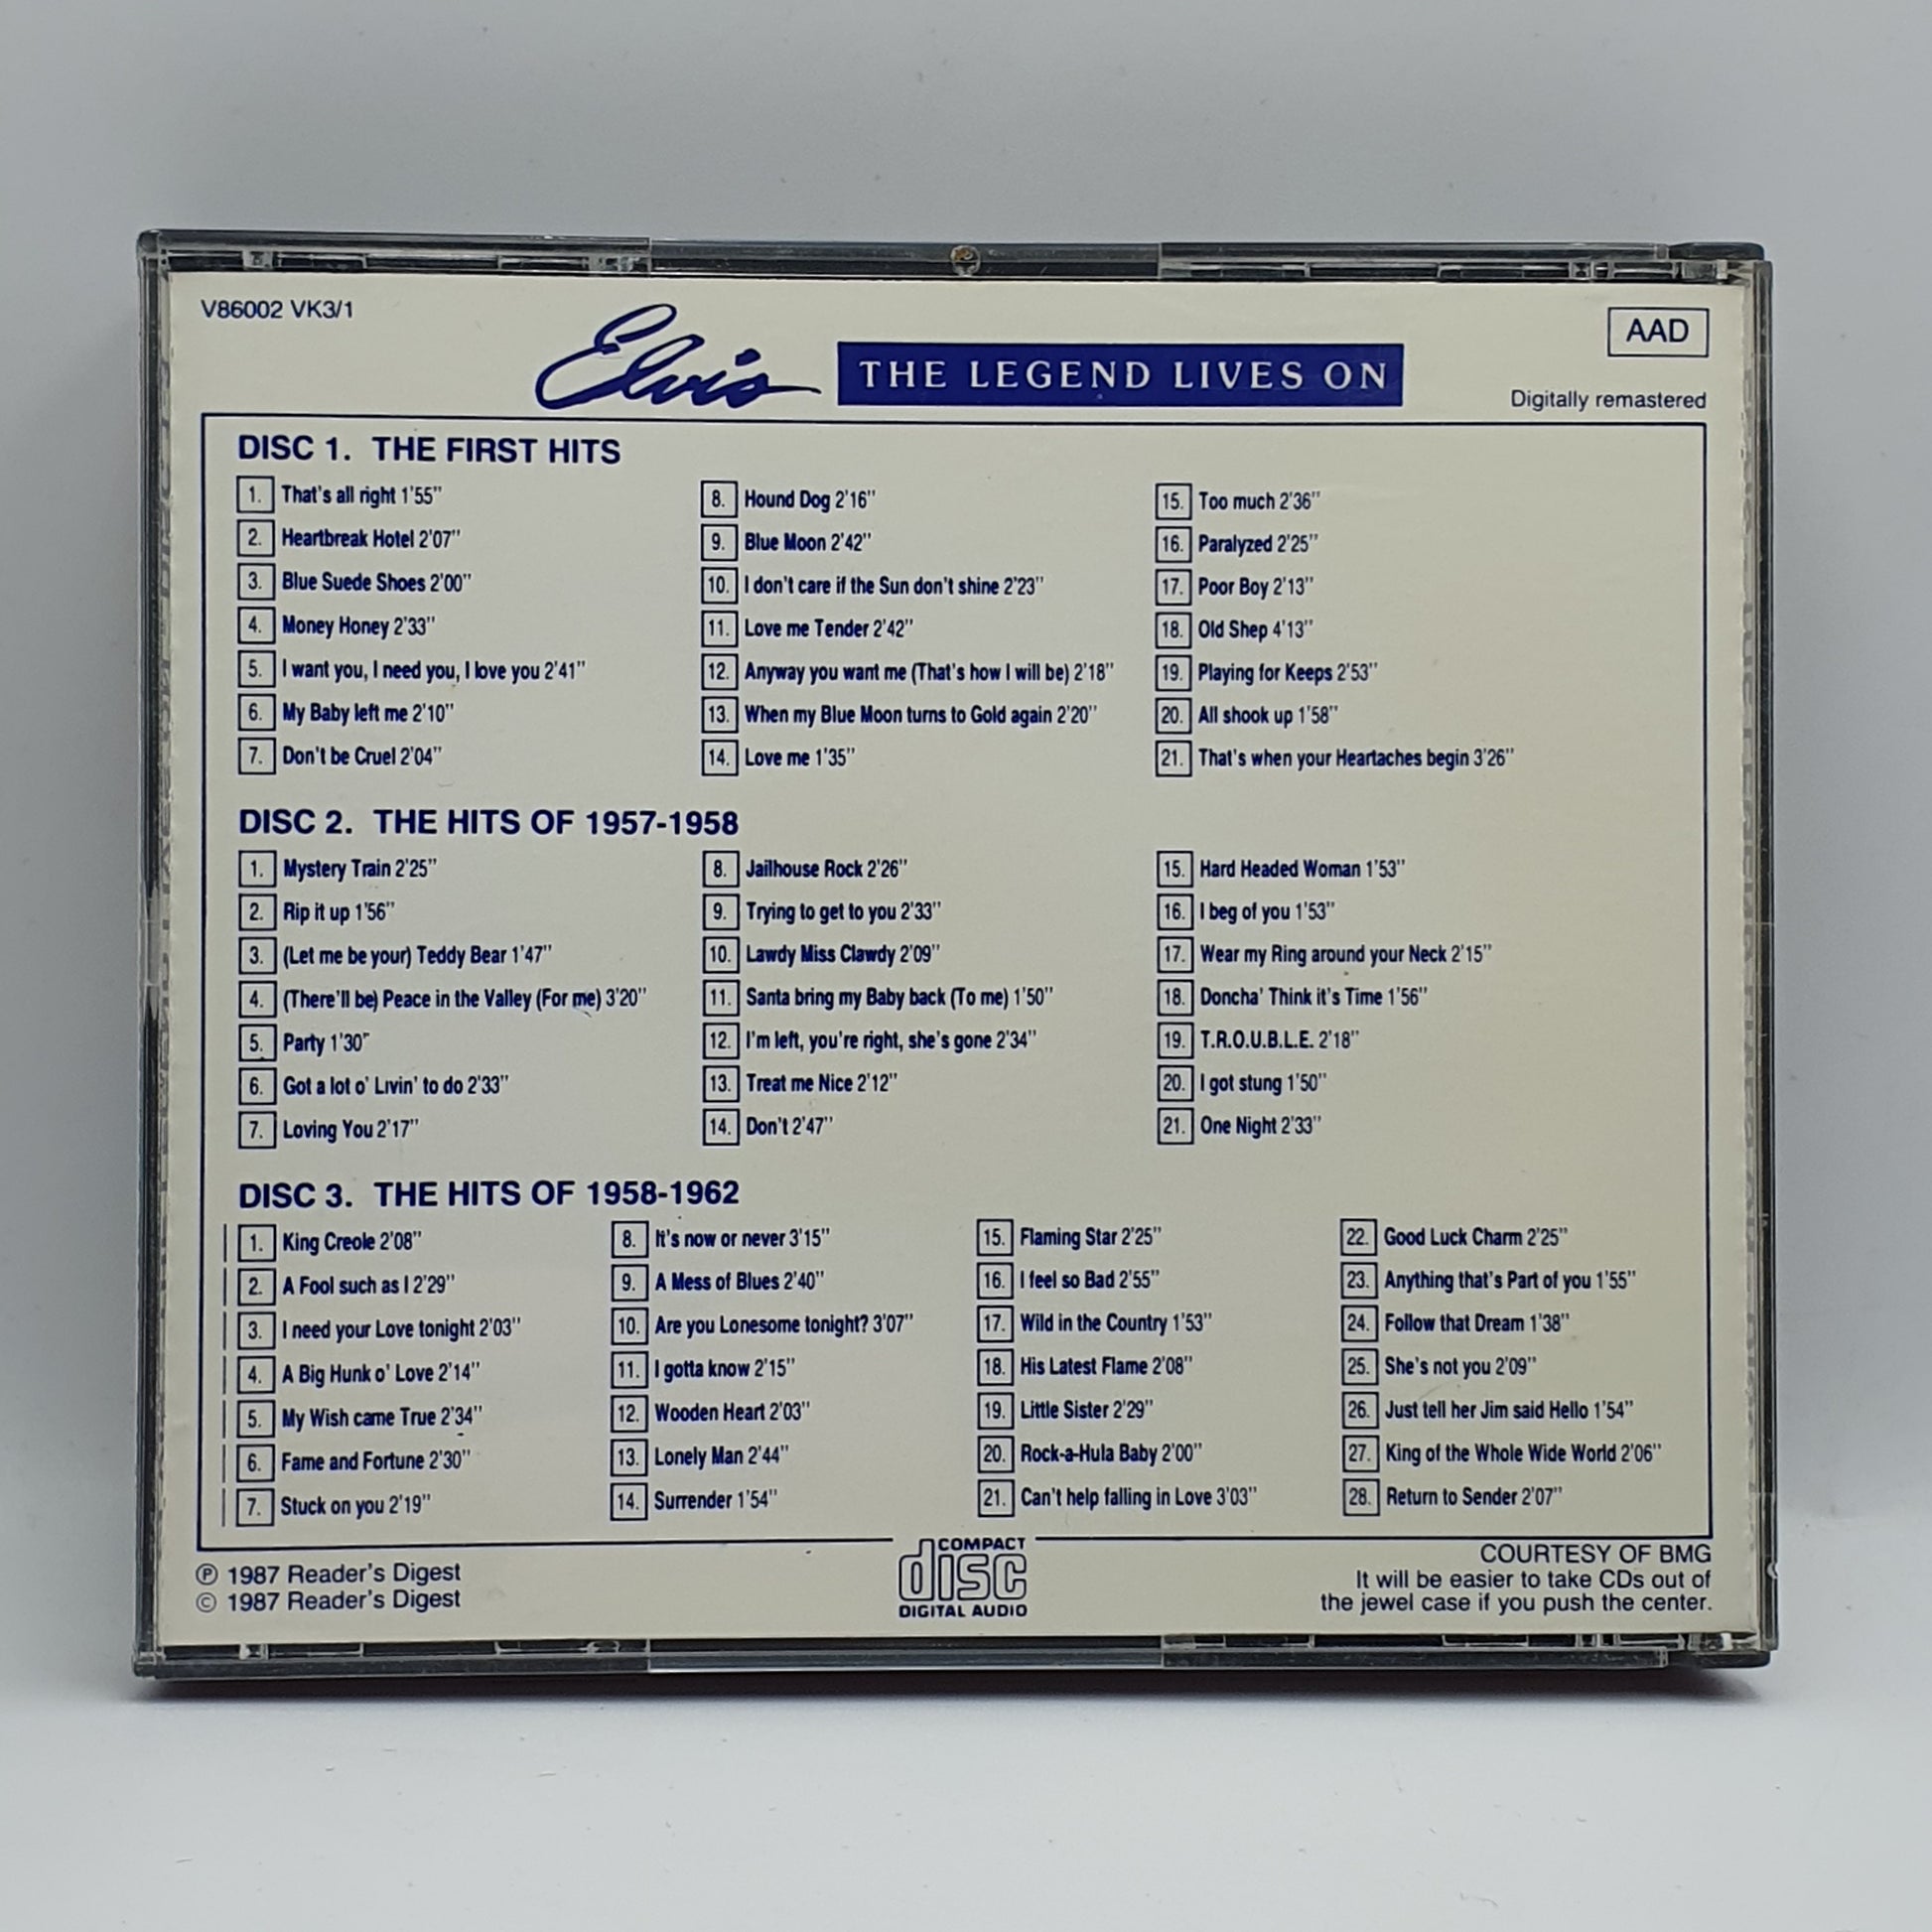 V86002 VK3/1
Elvis THE LEGEND LIVES ON
AAD
Digitally remastered
DISC 1. THE FIRST HITS
1. That's all right 1'55"
2. Heartbreak Hotel 2'07"
3. Blue Suede Shoes 2'00"
4. Money Honey 2'33"
5. I want you, I need you, I love you 2'41"
6. My Baby left me 2'10"
7. Don't be Cruel 2'04"
8. Hound Dog 2'16"
9. Blue Moon 2'42"
10. I don't care if the Sun don't shine 2'23"
11. Love me Tender 2'42"
12. Anyway you want me (That's how I will be) 2'18"
13. When my Blue Moon turns to Gold again 2'20"
14. Love me 1'35"
15. Too much 2'36"
16. Paralyzed 2'25"
17. Poor Boy 2'13"
18. Old Shep 4'13"
19. Playing for Keeps 2'53"
20. All shook up 1'58"
21. That's when your Heartaches begin 3'26"
DISC 2. THE HITS OF 1957-1958
1. Mystery Train 2'25"
2. Rip it up 1'56"
3. (Let me be your) Teddy Bear 1'47"
4. (There'll be) Peace in the Valley (For me) 3'20"
5. Party 1'30"
6. Got a lot o' Livin' to do 2'33"
7. Loving You 2'17"
8. Jailhouse Rock 2'26"
9. Trying to get to you 2'33"
10. Lawdy Miss Clawdy 2'09"
11. Santa bring my Baby back (To me) 1'50"
12. I'm left, you're right, she's gone 2'34"
13. Treat me Nice 2'12"
14. Don't 2'47"
15. Hard Headed Woman 1'53"
16. I beg of you 1'53"
17. Wear my Ring around your Neck 2'15"
18. Doncha' Think it's Time 1'56"
19. T.R.O.U.B.L.E. 2'18"
20. I got stung 1'50"
21. One Night 2'33"
DISC 3. THE HITS OF 1958-1962
1. King Creole 2'08"
2. A Fool such as I 2'29"
3. I need your Love tonight 2'03"
4. A Big Hunk o' Love 2'14"
5. My Wish came True 2'34"
6. Fame and Fortune 2'30"
7. Stuck on you 2'19"
8. It's now or never 3'15"
9. A Mess of Blues 2'40"
10. Are you Lonesome tonight? 3'07"
11. I gotta know 2'15"
12. Wooden Heart 2'03"
13. Lonely Man 2'44"
14. Surrender 1'54"
15. Flaming Star 2'25"
16. I feel so Bad 2'55"
17. Wild in the Country 1'53"
18. His Latest Flame 2'08"
19. Little Sister 2'29"
20. Rock-a-Hula Baby 2'00"
21. Can't help falling in Love 3'03"
22. Good Luck Charm 2'25"
23. Anything that's Part of you 1'55"
24. Follow that Dream 1'38"
25. She's not you 2'09"
26. Just tell her Jim said Hello 1'54"
27. King of the Whole Wide World 2'06"
28. Return to Sender 2'07"
℗ 1987 Reader's Digest
© 1987 Reader's Digest
COMPACT
disc
DIGITAL AUDIO
COURTESY OF BMG
It will be easier to take CDs out of
the jewel case if you push the center.